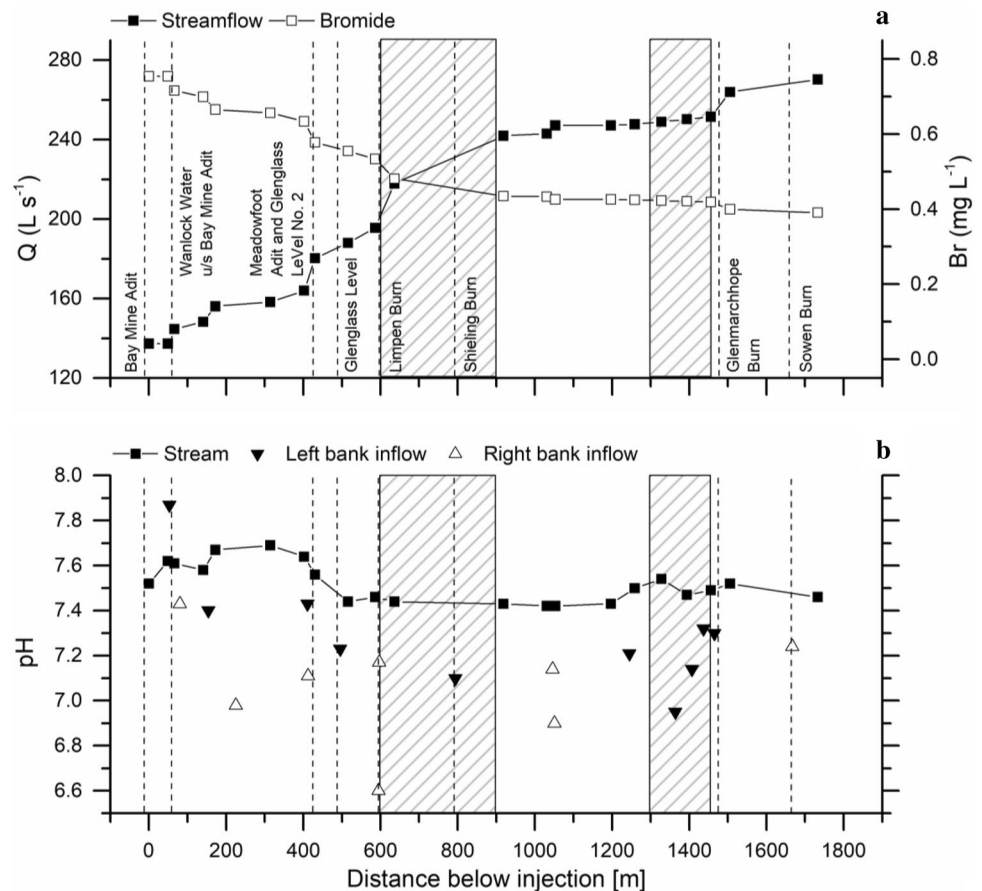 Streamflow Bromide
a
280
240
200
160
120
Q (L s⁻¹)
0.8
0.6
0.4
0.2
0.0
Br (mg L⁻¹)
Bay Mine Adit
Wanlock Water
u/s Bay Mine Adit
Meadowfoot
Adit and Glenglass
LeVel No. 2
Glenglass Level
Limpen Burn
Shieling Burn
Glenmarchhope
Burn
Sowen Burn
Stream Left bank inflow Right bank inflow
b
8.0
7.8
7.6
7.4
7.2
7.0
6.8
6.6
pH
0 200 400 600 800 1000 1200 1400 1600 1800
Distance below injection [m]